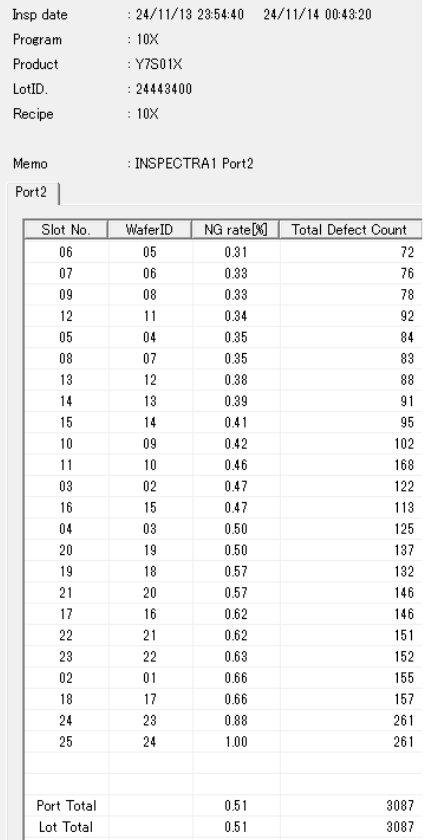 Insp date : 24/11/13 23:54:40 24/11/14 00:43:20
Program : 10X
Product : Y7S01X
LotID. : 24443400
Recipe : 10X
Memo : INSPECTRA1 Port2
Port2
Slot No. WaferID NG rate[%] Total Defect Count
06 05 0.31 72
07 06 0.33 76
09 08 0.33 78
12 11 0.34 92
05 04 0.35 84
08 07 0.35 83
13 12 0.38 88
14 13 0.39 91
15 14 0.41 95
10 09 0.42 102
11 10 0.46 168
03 02 0.47 122
16 15 0.47 113
04 03 0.50 125
20 19 0.50 137
19 18 0.57 132
21 20 0.57 146
17 16 0.62 146
22 21 0.62 151
23 22 0.63 152
02 01 0.66 155
18 17 0.66 157
24 23 0.88 261
25 24 1.00 261
Port Total 0.51 3087
Lot Total 0.51 3087